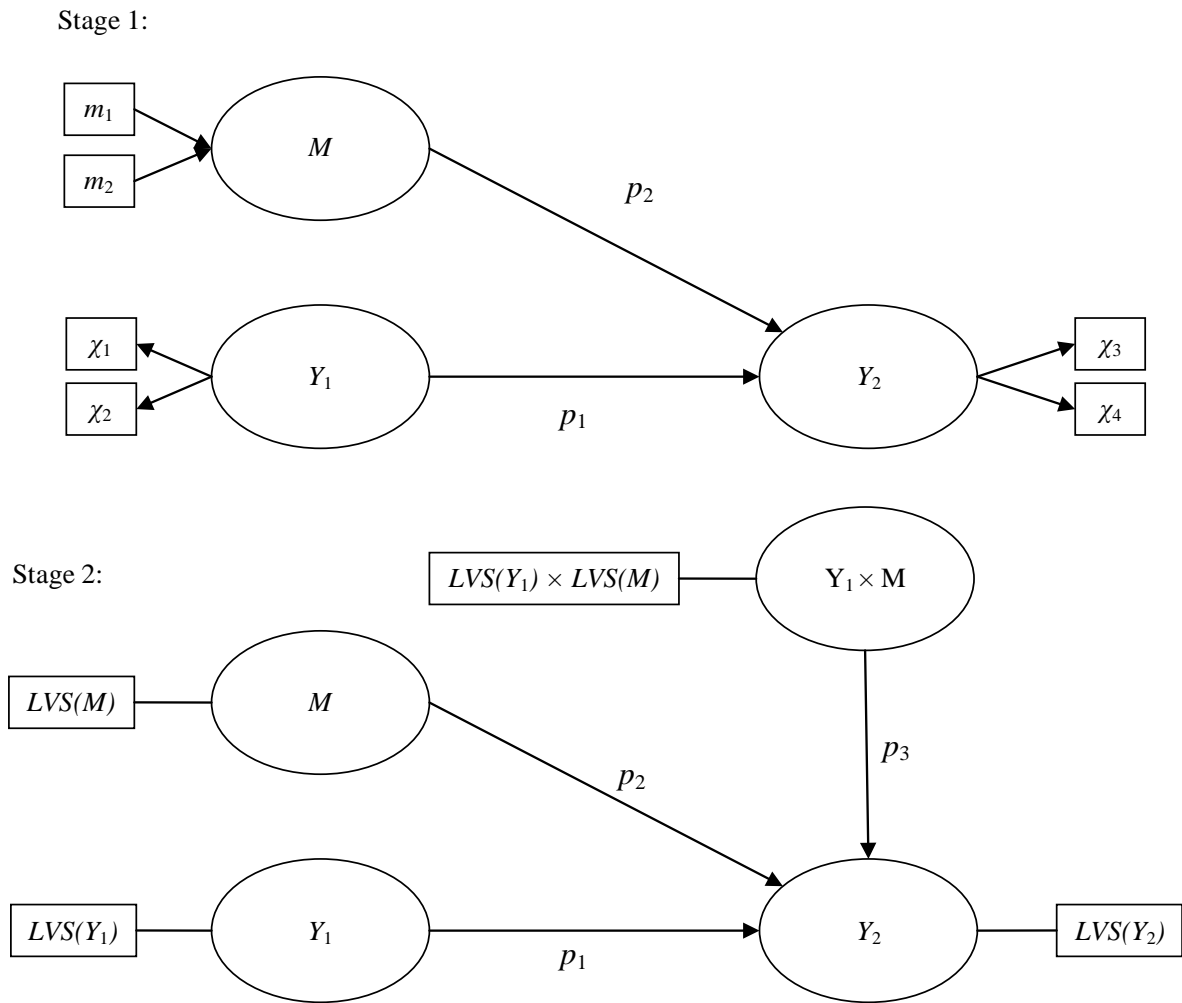 Stage 1:
m₁
M
m₂
p₂
χ₁
Y₁
Y₂
χ₃
χ₂
p₁
χ₄
Stage 2:
LVS(Y₁) × LVS(M)
Y₁ × M
LVS(M)
M
p₃
p₂
LVS(Y₁)
Y₁
Y₂
LVS(Y₂)
p₁